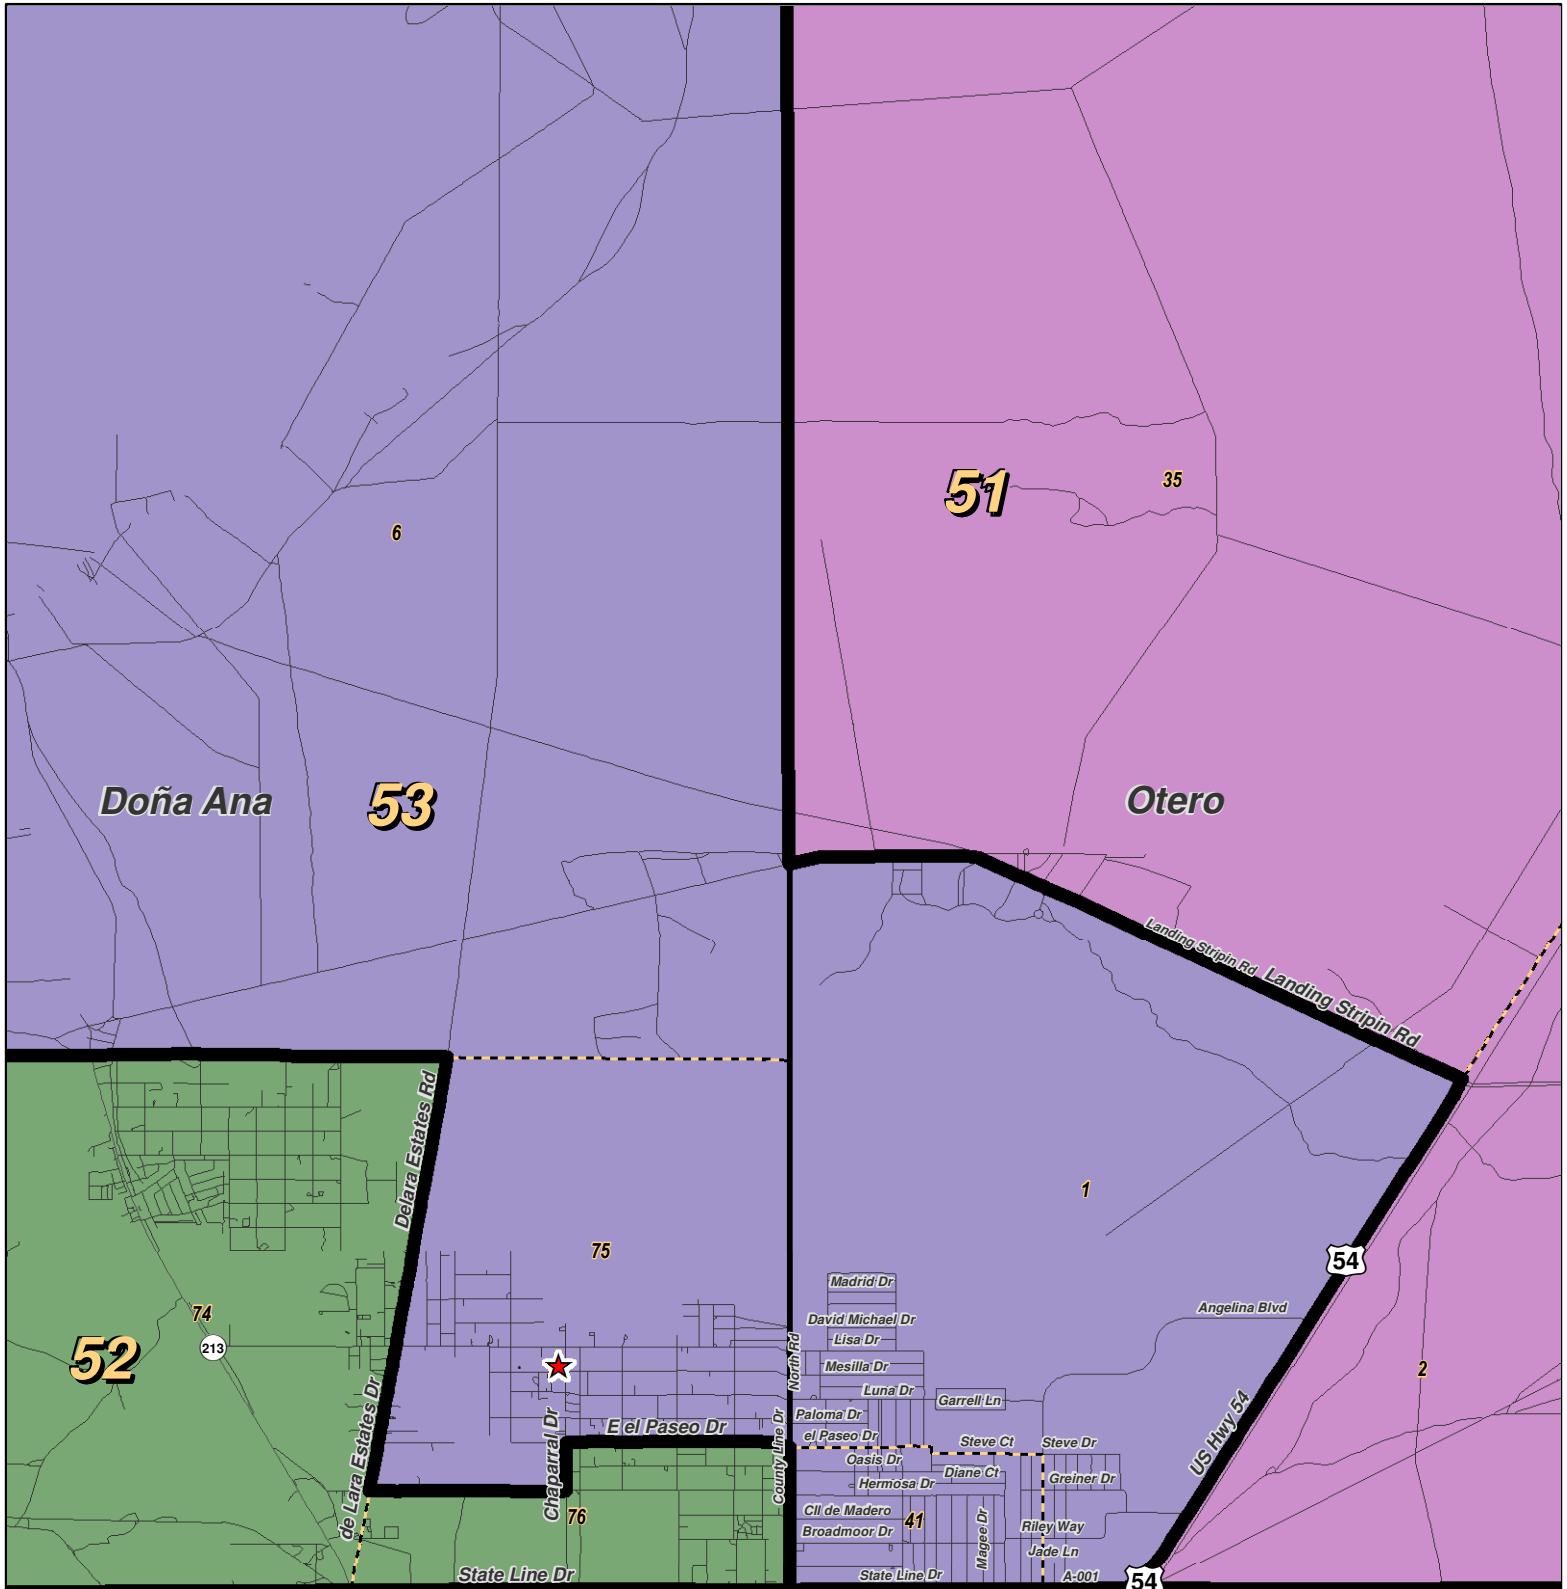 51
35
6
Doña Ana
53
Otero
Landing Stripin Rd
Landing Stripin Rd
Delara Estates Rd
1
75
54
Madrid Dr
Angelina Blvd
74
David Michael Dr
213
Lisa Dr
52
North Rd
Mesilla Dr
2
Luna Dr
Garrell Ln
de Lara Estates Dr
Chaparral Dr
E el Paseo Dr
County Line Dr
Paloma Dr
el Paseo Dr
Steve Ct
Steve Dr
US Hwy 54
Oasis Dr
Diane Ct
Greiner Dr
Hermosa Dr
76
Cll de Madero
41
Magee Dr
Riley Way
Broadmoor Dr
Jade Ln
State Line Dr
State Line Dr
A-001
54